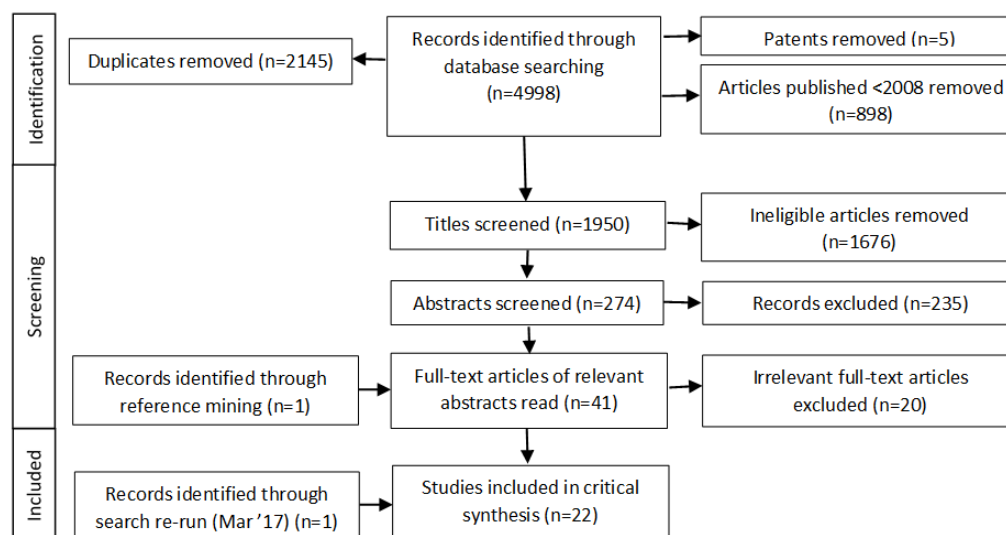 Identification
Duplicates removed (n=2145)
Records identified through
database searching
(n=4998)
Patents removed (n=5)
Articles published <2008 removed
(n=898)
Screening
Titles screened (n=1950)
Ineligible articles removed
(n=1676)
Abstracts screened (n=274)
Records excluded (n=235)
Records identified through
reference mining (n=1)
Full-text articles of relevant
abstracts read (n=41)
Irrelevant full-text articles
excluded (n=20)
Included
Records identified through
search re-run (Mar ’17) (n=1)
Studies included in critical
synthesis (n=22)